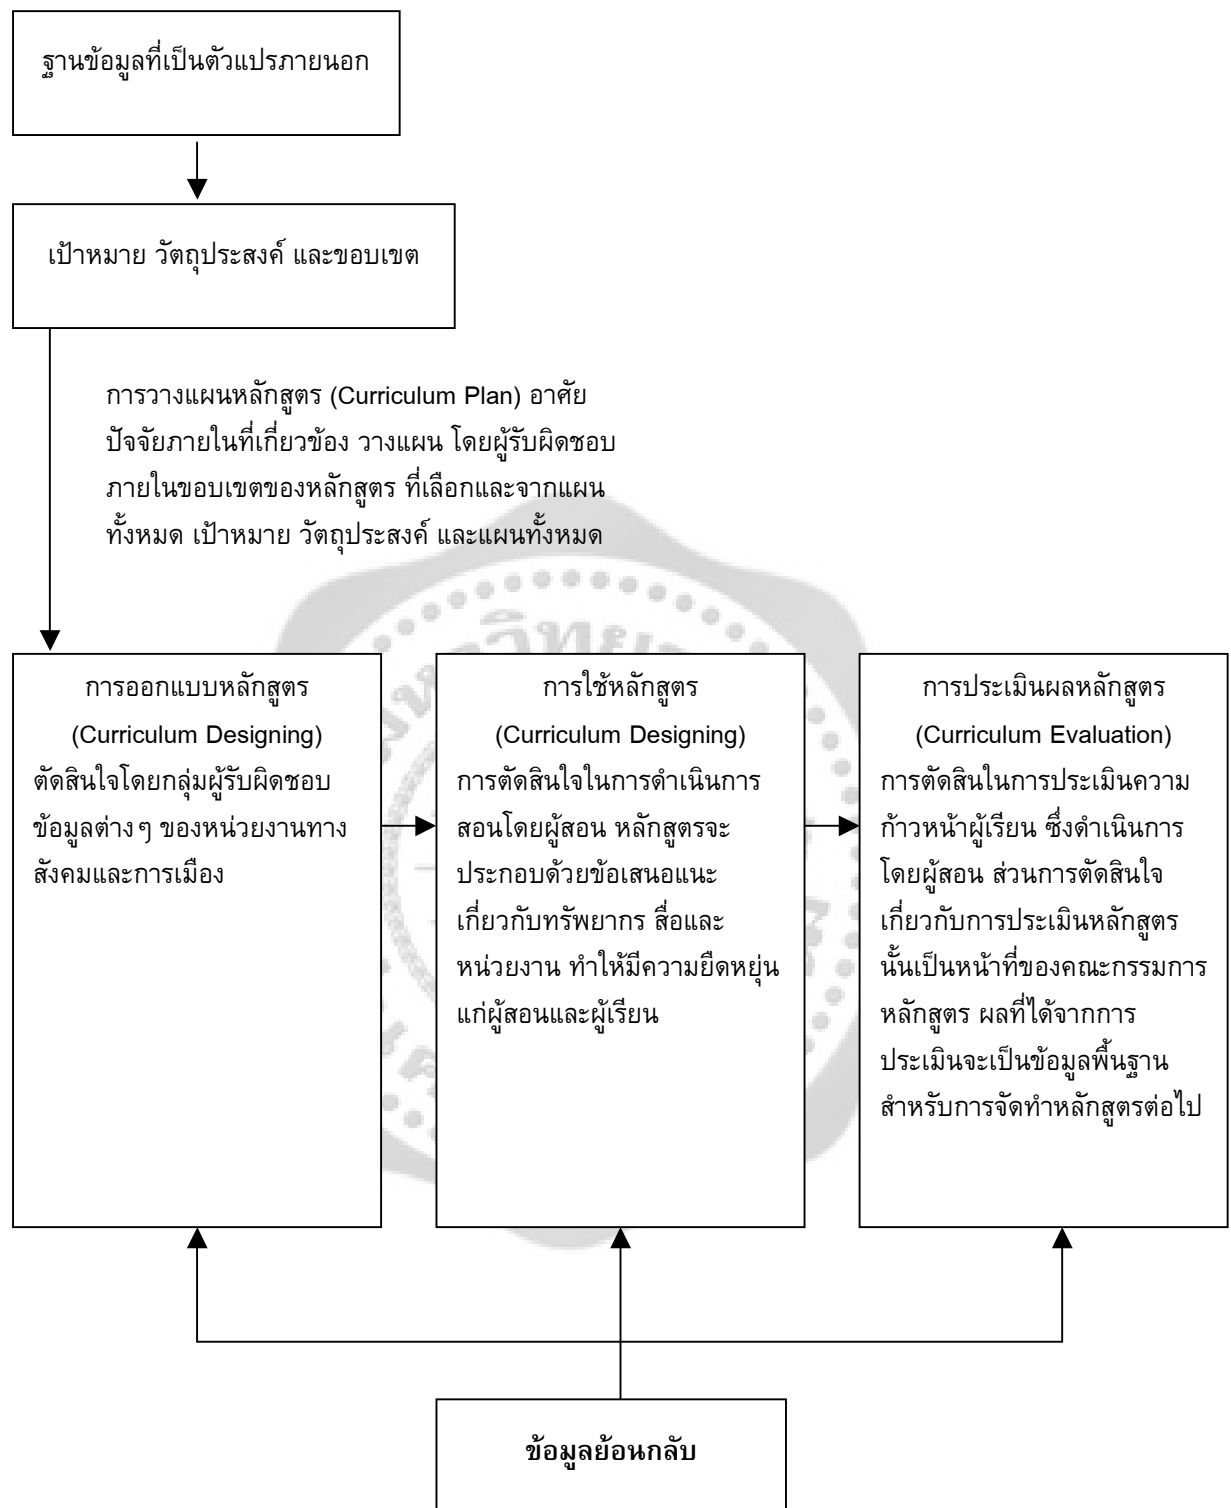 ฐานข้อมูลที่เป็นตัวแปรภายนอก
เป้าหมาย วัตถุประสงค์ และขอบเขต
การวางแผนหลักสูตร (Curriculum Plan) อาศัย
ปัจจัยภายในที่เกี่ยวข้อง วางแผน โดยผู้รับผิดชอบ
ภายในขอบเขตของหลักสูตร ที่เลือกและจากแผน
ทั้งหมด เป้าหมาย วัตถุประสงค์ และแผนทั้งหมด
การออกแบบหลักสูตร
(Curriculum Designing)
ตัดสินใจโดยกลุ่มผู้รับผิดชอบ
ข้อมูลต่างๆ ของหน่วยงานทาง
สังคมและการเมือง
การใช้หลักสูตร
(Curriculum Designing)
การตัดสินใจในการดำเนินการ
สอนโดยผู้สอน หลักสูตรจะ
ประกอบด้วยข้อเสนอแนะ
เกี่ยวกับทรัพยากร สื่อและ
หน่วยงาน ทำให้มีความยืดหยุ่น
แก่ผู้สอนและผู้เรียน
การประเมินผลหลักสูตร
(Curriculum Evaluation)
การตัดสินในการประเมินความ
ก้าวหน้าผู้เรียน ซึ่งดำเนินการ
โดยผู้สอน ส่วนการตัดสินใจ
เกี่ยวกับการประเมินหลักสูตร
นั้นเป็นหน้าที่ของคณะกรรมการ
หลักสูตร ผลที่ได้จากการ
ประเมินจะเป็นข้อมูลพื้นฐาน
สำหรับการจัดทำหลักสูตรต่อไป
ข้อมูลย้อนกลับ